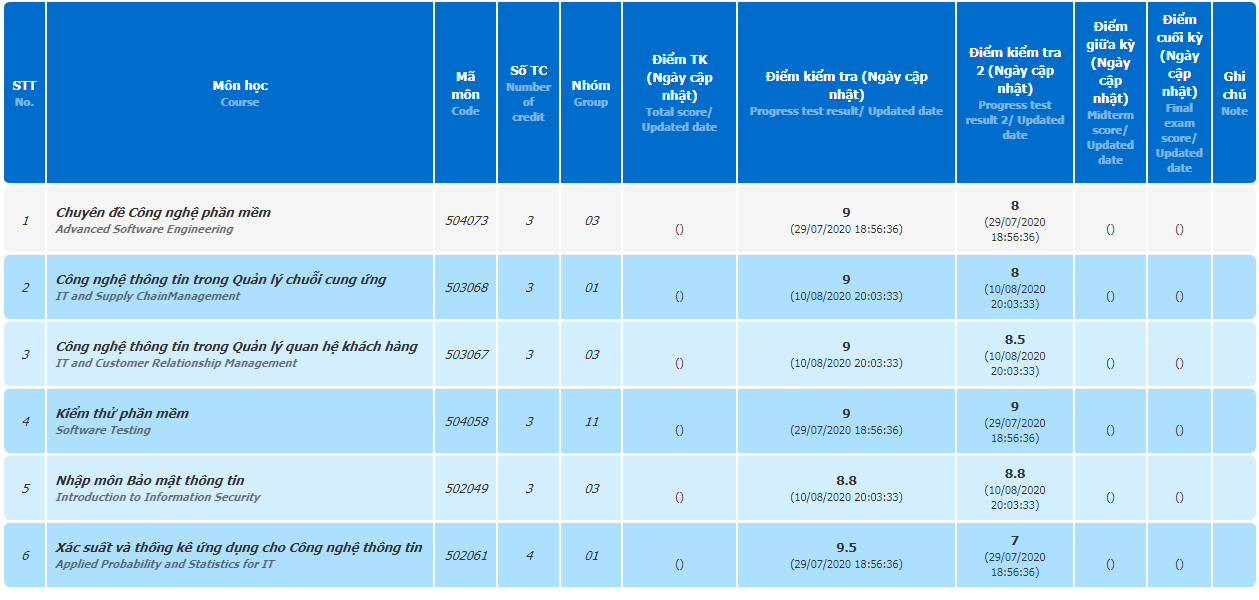 STT
No.
Môn học
Course
Mã
môn
Code
Số TC
Number
of
credit
Nhóm
Group
Điểm TK
(Ngày cập
nhật)
Total score/
Updated date
Điểm kiểm tra (Ngày cập
nhật)
Progress test result/ Updated date
Điểm kiểm tra
2 (Ngày cập
nhật)
Progress test
result 2/ Updated
date
Điểm
giữa kỳ
(Ngày
cập
nhật)
Midterm
score/
Updated
date
Điểm
cuối kỳ
(Ngày
cập
nhật)
Final
exam
score/
Updated
date
Ghi
chú
Note
1
Chuyên đề Công nghệ phần mềm
Advanced Software Engineering
504073
3
03
()
9
(29/07/2020 18:56:36)
8
(29/07/2020
18:56:36)
()
()
2
Công nghệ thông tin trong Quản lý chuỗi cung ứng
IT and Supply ChainManagement
503068
3
01
()
9
(10/08/2020 20:03:33)
8
(10/08/2020
20:03:33)
()
()
3
Công nghệ thông tin trong Quản lý quan hệ khách hàng
IT and Customer Relationship Management
503067
3
03
()
9
(10/08/2020 20:03:33)
8.5
(10/08/2020
20:03:33)
()
()
4
Kiểm thử phần mềm
Software Testing
504058
3
11
()
9
(29/07/2020 18:56:36)
9
(29/07/2020
18:56:36)
()
()
5
Nhập môn Bảo mật thông tin
Introduction to Information Security
502049
3
03
()
8.8
(10/08/2020 20:03:33)
8.8
(10/08/2020
20:03:33)
()
()
6
Xác suất và thống kê ứng dụng cho Công nghệ thông tin
Applied Probability and Statistics for IT
502061
4
01
()
9.5
(29/07/2020 18:56:36)
7
(29/07/2020
18:56:36)
()
()